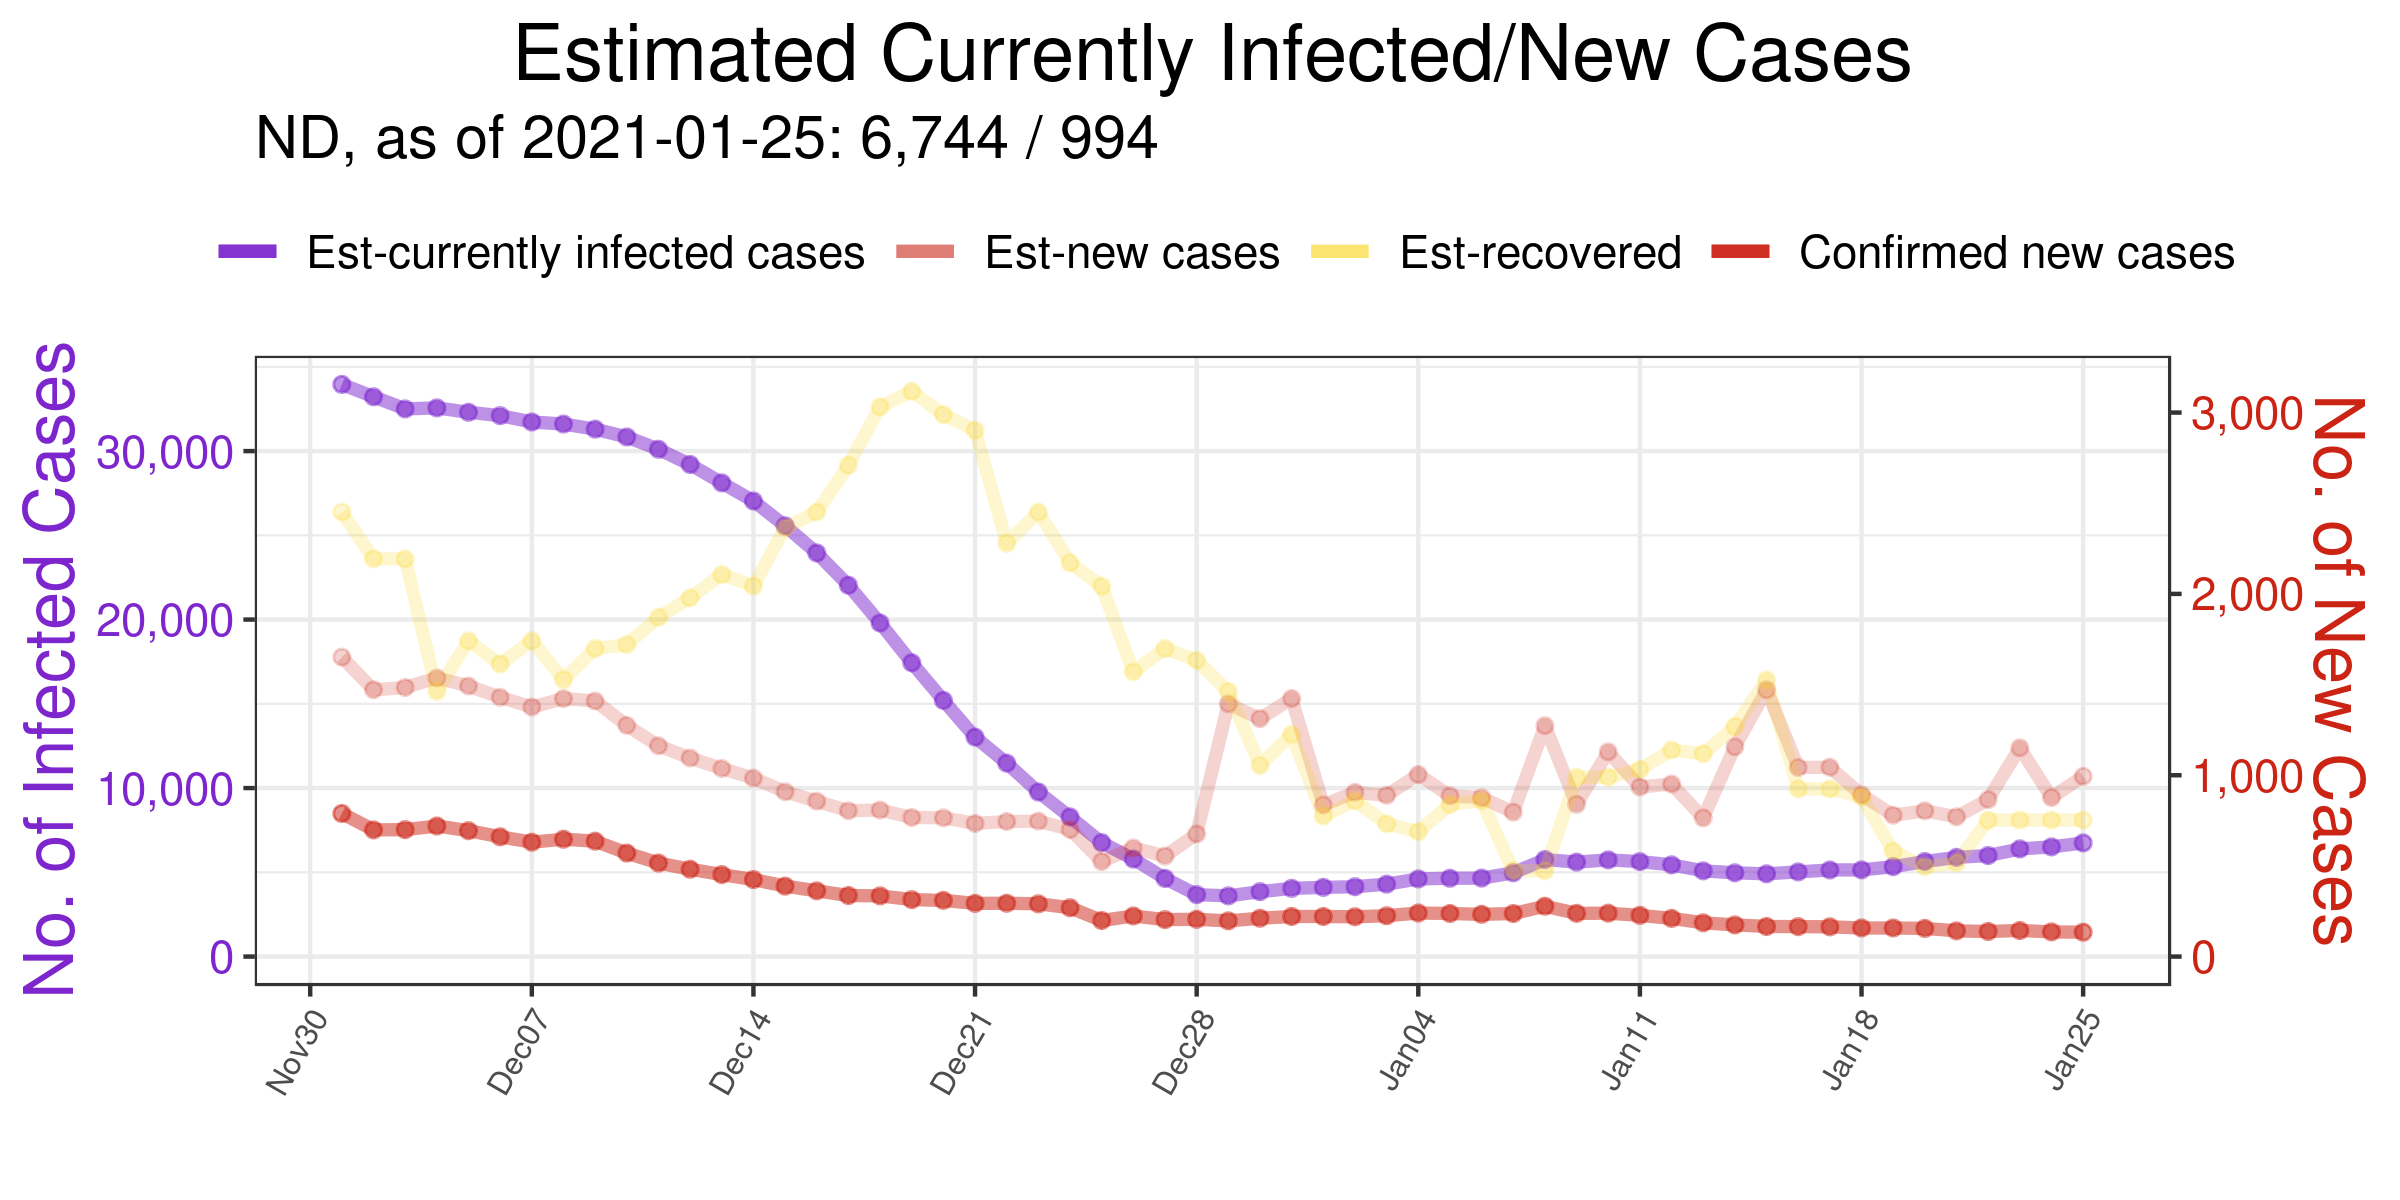 Estimated Currently Infected/New Cases
ND, as of 2021-01-25: 6,744 / 994
Est-currently infected cases Est-new cases Est-recovered Confirmed new cases
No. of Infected Cases
30,000
20,000
10,000
0
3,000
2,000
1,000
0
No. of New Cases
Nov30 Dec07 Dec14 Dec21 Dec28 Jan04 Jan11 Jan18 Jan25